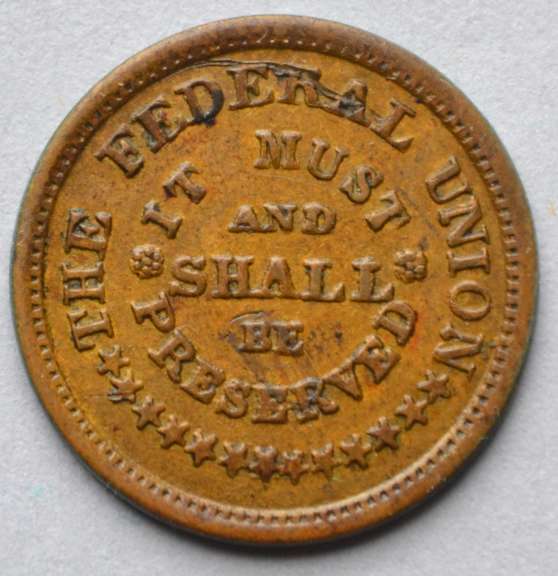 THE FEDERAL UNION
IT MUST
AND
SHALL
BE
PRESERVED